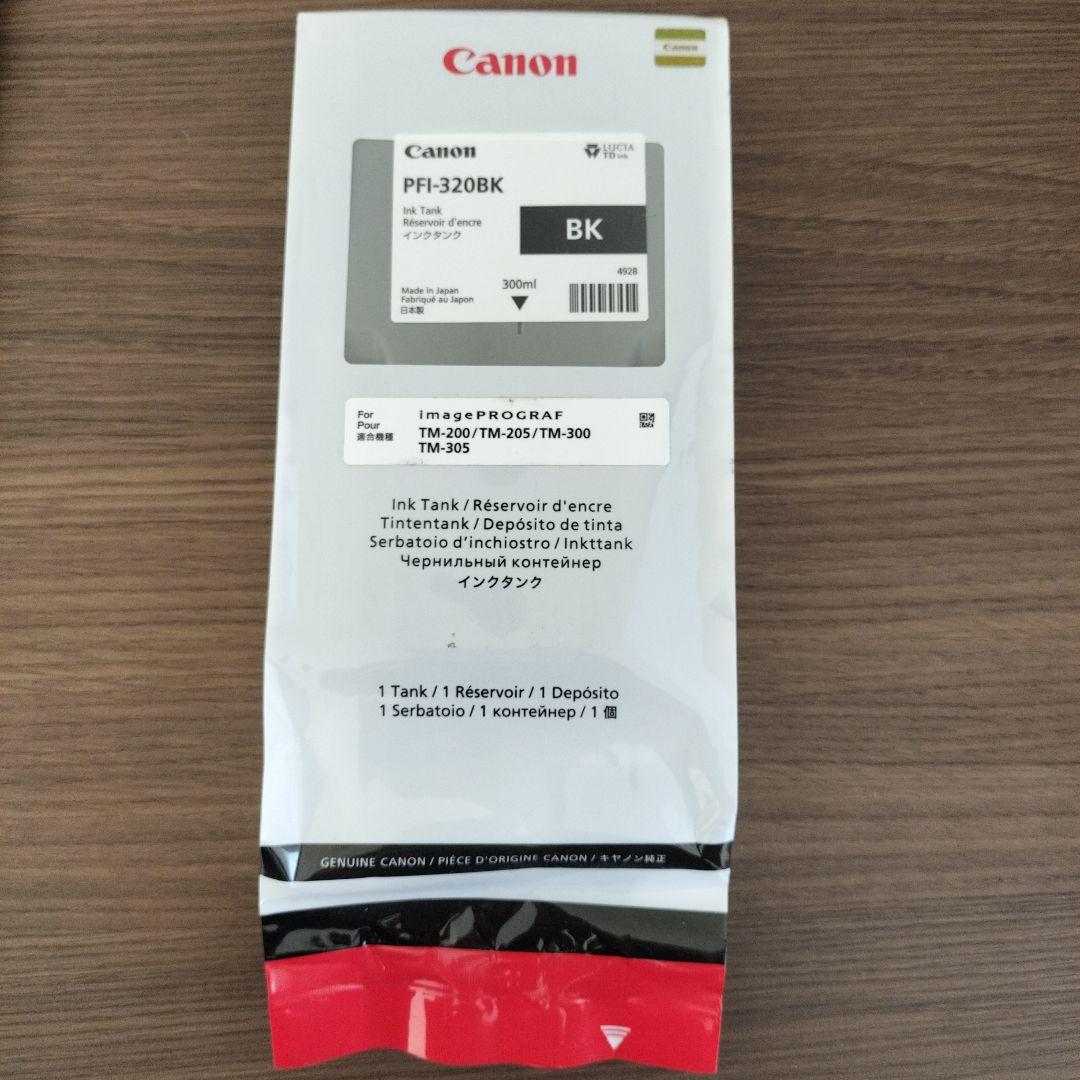 Canon
Canon
Canon
LUCIA
TD ink
PFI-320BK
Ink Tank
Réservoir d'encre
インクタンク
BK
4928
300ml
Made in Japan
Fabriqué au Japon
日本製
For
Pour
適合機種
imagePROGRAF
TM-200/TM-205/TM-300
TM-305
Ink Tank / Réservoir d'encre
Tintentank / Depósito de tinta
Serbatoio d'inchiostro / Inkttank
Чернильный контейнер
インクタンク
1 Tank / 1 Réservoir / 1 Depósito
1 Serbatoio / 1 контейнер / 1 個
GENUINE CANON / PIÈCE D'ORIGINE CANON / キヤノン純正